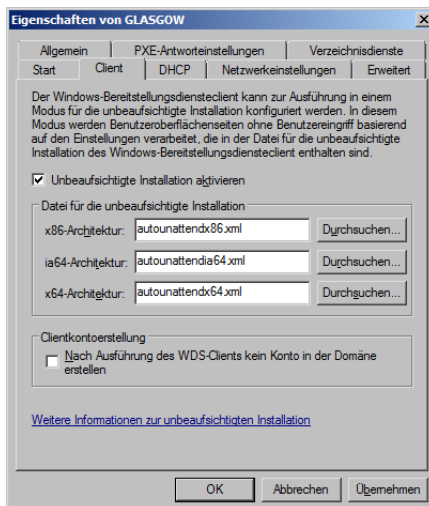 Eigenschaften von GLASGOW
Allgemein PXE-Antworteinstellungen Verzeichnisdienste
Start Client DHCP Netzwerkeinstellungen Erweitert
Der Windows-Bereitstellungsdiensteclient kann zur Ausführung in einem
Modus für die unbeaufsichtigte Installation konfiguriert werden. In diesem
Modus werden Benutzeroberflächenseiten ohne Benutzereingriff basierend
auf den Einstellungen verarbeitet, die in der Datei für die unbeaufsichtigte
Installation des Windows-Bereitstellungsdiensteclient enthalten sind.
Unbeaufsichtigte Installation aktivieren
Datei für die unbeaufsichtigte Installation
x86-Architektur: autounattendx86.xml Durchsuchen...
ia64-Architektur: autounattendia64.xml Durchsuchen...
x64-Architektur: autounattendx64.xml Durchsuchen...
Clientkontoerstellung
Nach Ausführung des WDS-Clients kein Konto in der Domäne
erstellen
Weitere Informationen zur unbeaufsichtigten Installation
OK Abbrechen Übernehmen